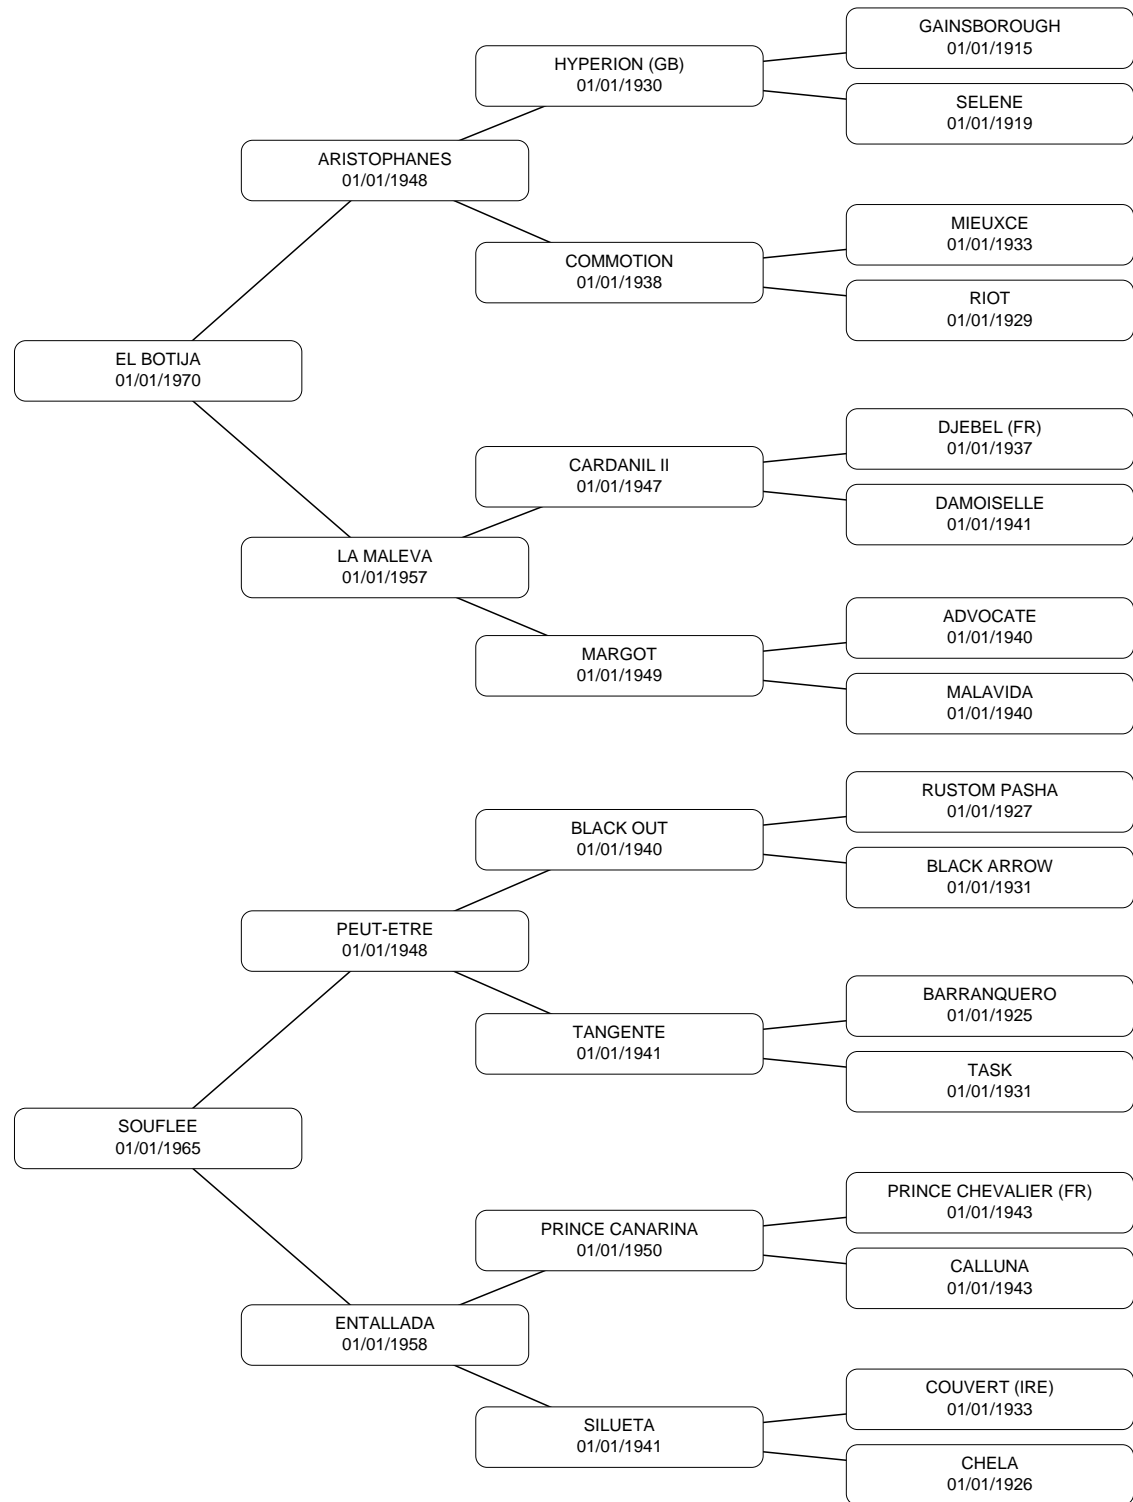 GAINSBOROUGH
01/01/1915
HYPERION (GB)
01/01/1930
SELENE
01/01/1919
ARISTOPHANES
01/01/1948
MIEUXCE
01/01/1933
COMMOTION
01/01/1938
RIOT
01/01/1929
EL BOTIJA
01/01/1970
DJEBEL (FR)
01/01/1937
CARDANIL II
01/01/1947
DAMOISELLE
01/01/1941
LA MALEVA
01/01/1957
ADVOCATE
01/01/1940
MARGOT
01/01/1949
MALAVIDA
01/01/1940
RUSTOM PASHA
01/01/1927
BLACK OUT
01/01/1940
BLACK ARROW
01/01/1931
PEUT-ETRE
01/01/1948
BARRANQUERO
01/01/1925
TANGENTE
01/01/1941
TASK
01/01/1931
SOUFLEE
01/01/1965
PRINCE CHEVALIER (FR)
01/01/1943
PRINCE CANARINA
01/01/1950
CALLUNA
01/01/1943
ENTALLADA
01/01/1958
COUVERT (IRE)
01/01/1933
SILUETA
01/01/1941
CHELA
01/01/1926